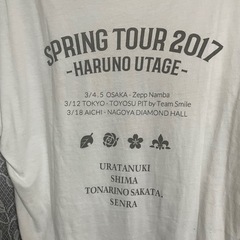 SPRING TOUR 2017
-HARUNO UTAGE-
3/4.5 OSAKA - Zepp Namba
3/12 TOKYO - TOYOSU PIT by Team Smile
3/18 AICHI - NAGOYA DIAMOND HALL
URATANUKI
SHIMA
TONARINO SAKATA.
SENRA